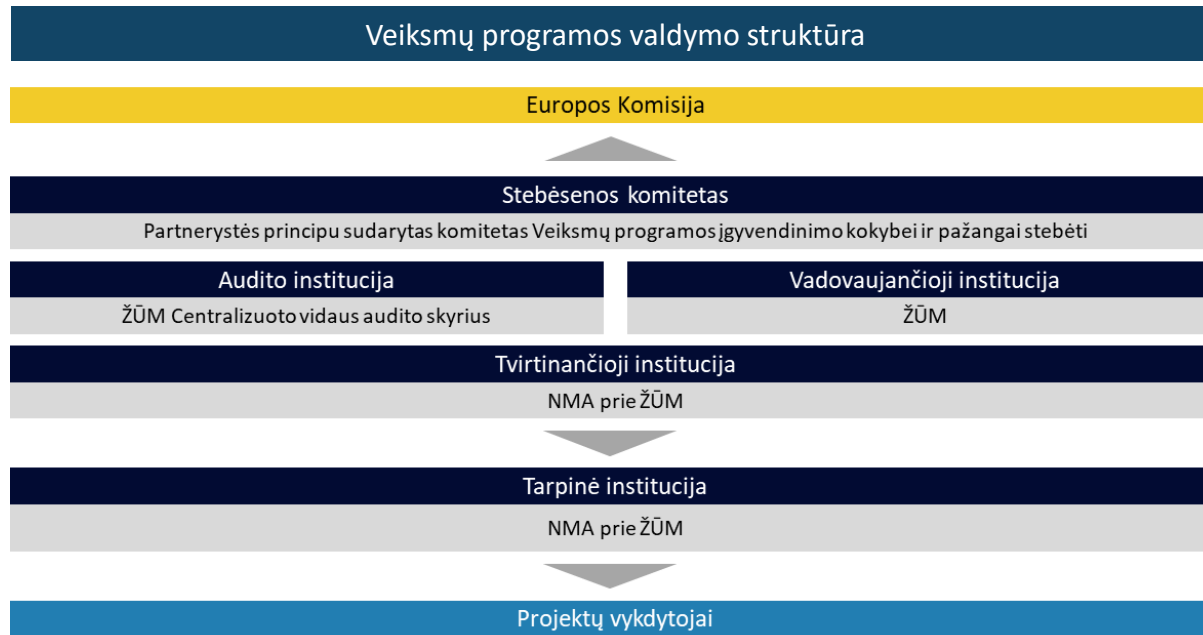 Veiksmų programos valdymo struktūra
Europos Komisija
Stebėsenos komitetas
Partnerystės principu sudarytas komitetas Veiksmų programos įgyvendinimo kokybei ir pažangai stebėti
Audito institucija
ŽŪM Centralizuoto vidaus audito skyrius
Vadovaujančioji institucija
ŽŪM
Tvirtinančioji institucija
NMA prie ŽŪM
Tarpinė institucija
NMA prie ŽŪM
Projektų vykdytojai